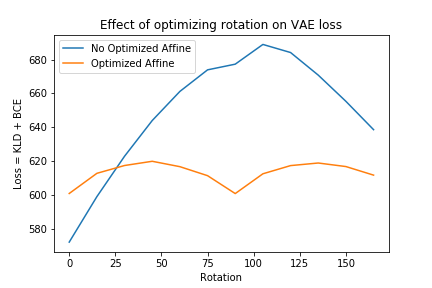 Effect of optimizing rotation on VAE loss
No Optimized Affine
Optimized Affine
Loss = KLD + BCE
680
660
640
620
600
580
0
25
50
75
100
125
150
Rotation